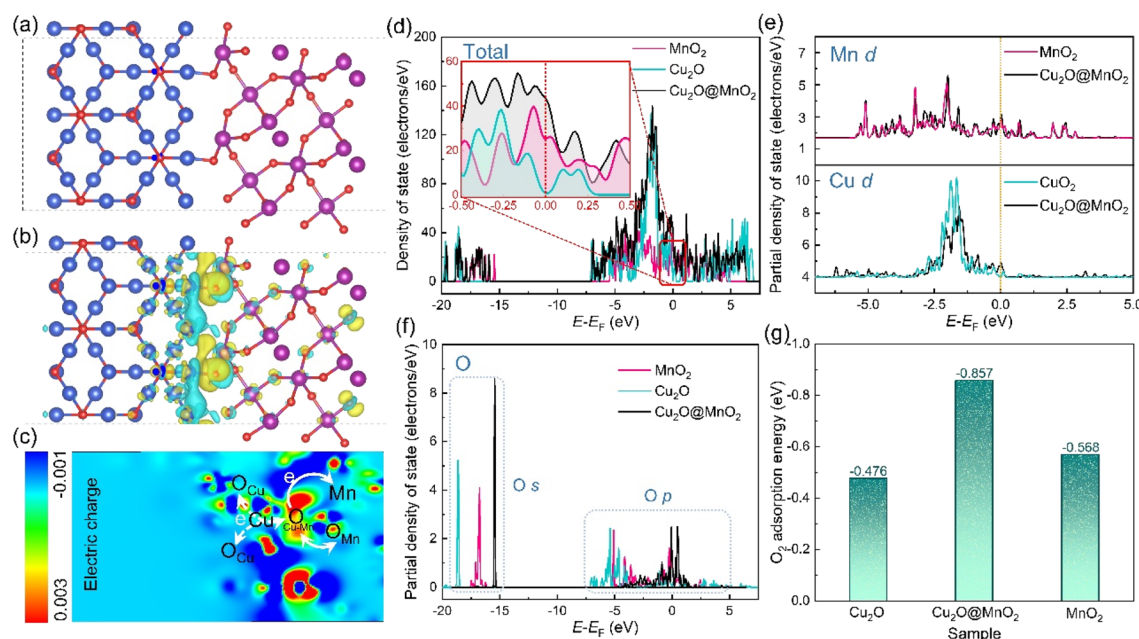 (a)
(b)
(c)
Electric charge
-0.001
0.003
O Cu
e
Mn
e
Cu
O Cu-Mn
O Mn
O Cu
(d)
Total
MnO2
Cu2O
Cu2O@MnO2
Density of state (electrons/eV)
200
160
120
80
40
0
60
40
20
0
-0.50
-0.25
0.00
0.25
0.50
-20
-15
-10
-5
0
5
E-EF (eV)
(e)
Mn d
MnO2
Cu2O@MnO2
Cu d
CuO2
Cu2O@MnO2
Partial density of state (electrons/eV)
7
5
3
1
10
8
6
4
-5.0
-2.5
0.0
2.5
5.0
E-EF (eV)
(f)
O
MnO2
Cu2O
Cu2O@MnO2
O s
O p
Partial density of state (electrons/eV)
10
8
6
4
2
0
-20
-15
-10
-5
0
5
E-EF (eV)
(g)
O2 adsorption energy (eV)
-1.0
-0.8
-0.6
-0.4
-0.2
0.0
-0.476
-0.857
-0.568
Cu2O
Cu2O@MnO2
MnO2
Sample